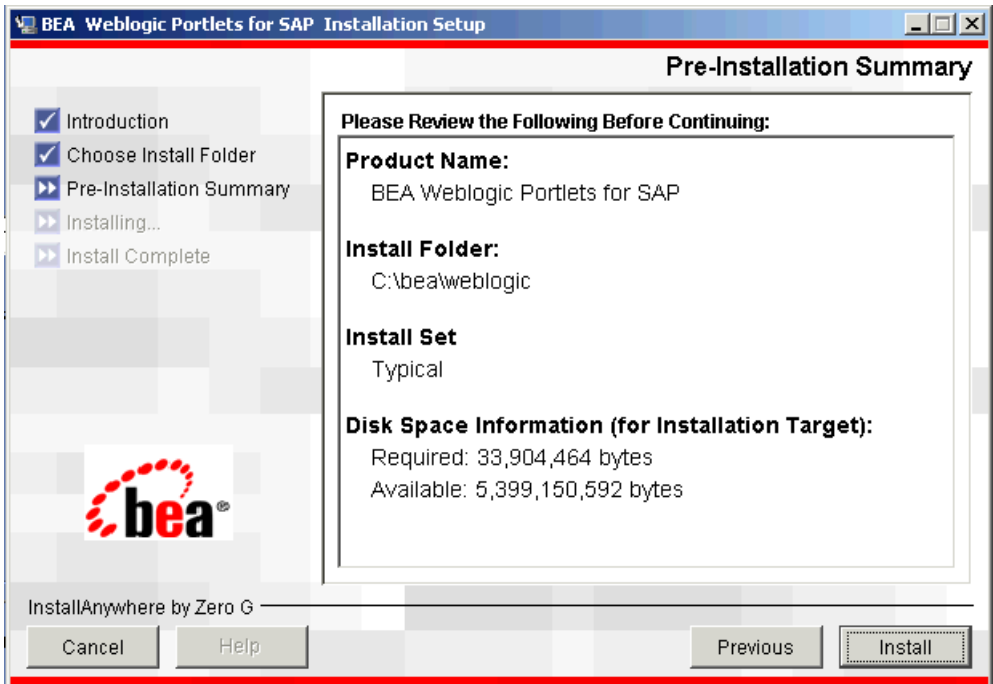 BEA Weblogic Portlets for SAP Installation Setup
Pre-Installation Summary
Introduction
Choose Install Folder
Pre-Installation Summary
Installing...
Install Complete
Please Review the Following Before Continuing:
Product Name:
BEA Weblogic Portlets for SAP
Install Folder:
C:\bea\weblogic
Install Set
Typical
Disk Space Information (for Installation Target):
Required: 33,904,464 bytes
Available: 5,399,150,592 bytes
bea®
InstallAnywhere by Zero G
Cancel
Help
Previous
Install